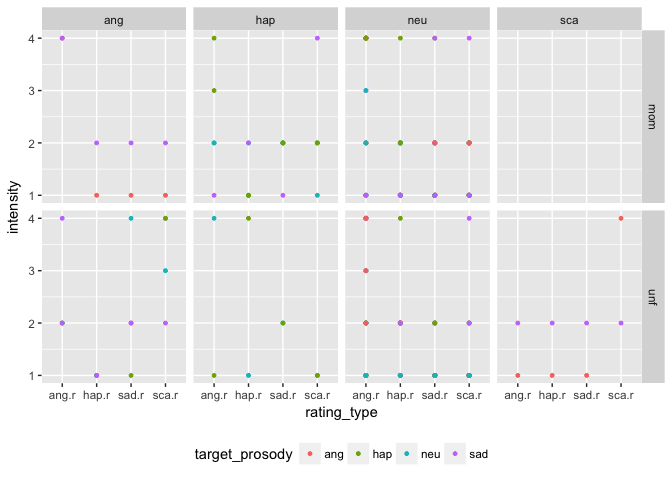 ang hap neu sca
4
3
2
1
mom
intensity
4
3
2
1
unf
ang.r hap.r sad.r sca.r ang.r hap.r sad.r sca.r ang.r hap.r sad.r sca.r ang.r hap.r sad.r sca.r
rating_type
target_prosody ang hap neu sad